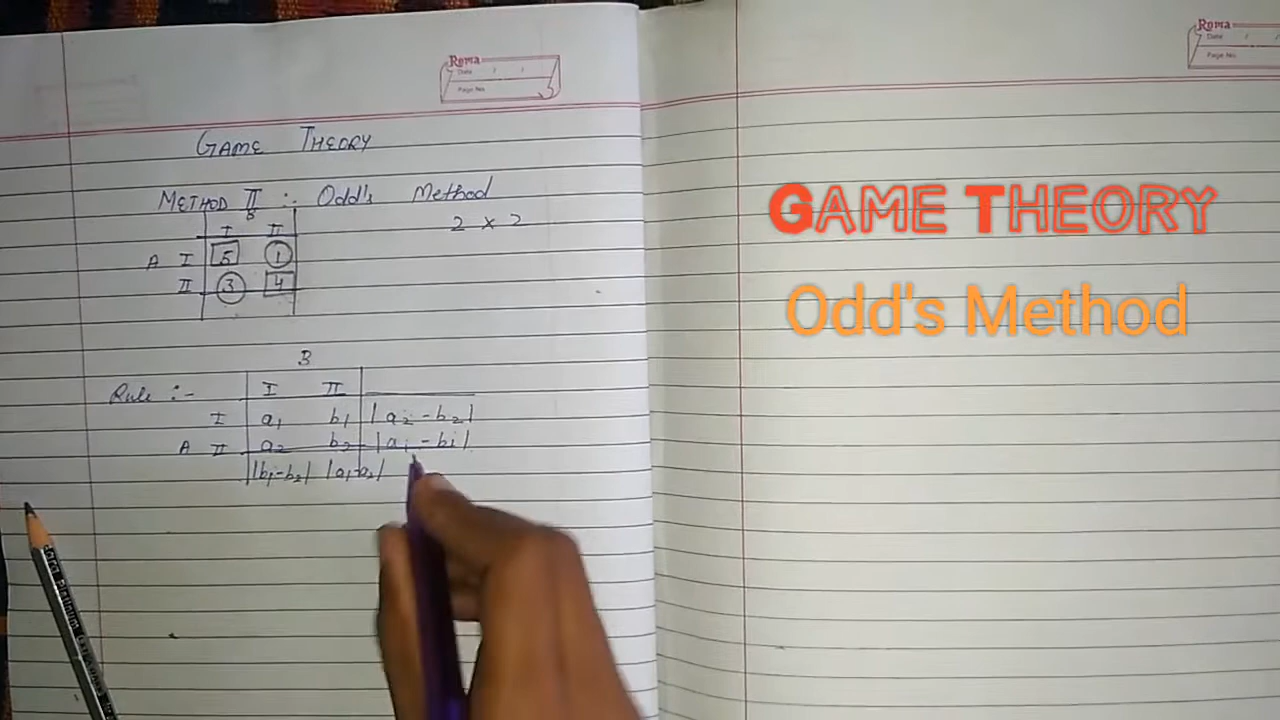 Roma
Date / /
Page No.
Roma
Date / /
Page No.
GAME THEORY
METHOD II :- Odd's Method
2 x 2
B
I II
A I 5 1
II 3 4
B
Rule :- I II
I a₁ b₁ |a₂ - b₂|
A II a₂ b₂ |a₁ - b₁|
|b₁-b₂| |a₁-a₂|
GAME THEORY
Odd's Method